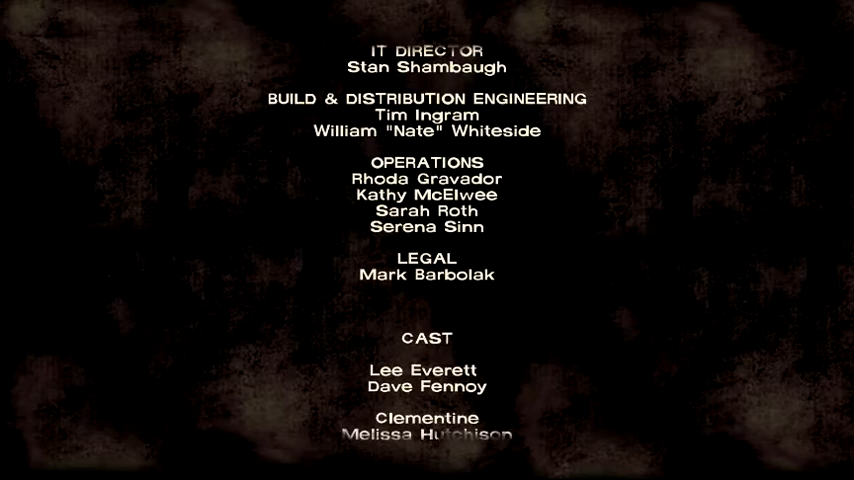 IT DIRECTOR
Stan Shambaugh
BUILD & DISTRIBUTION ENGINEERING
Tim Ingram
William "Nate" Whiteside
OPERATIONS
Rhoda Gravador
Kathy McElwee
Sarah Roth
Serena Sinn
LEGAL
Mark Barbolak
CAST
Lee Everett
Dave Fennoy
Clementine
Melissa Hutchison